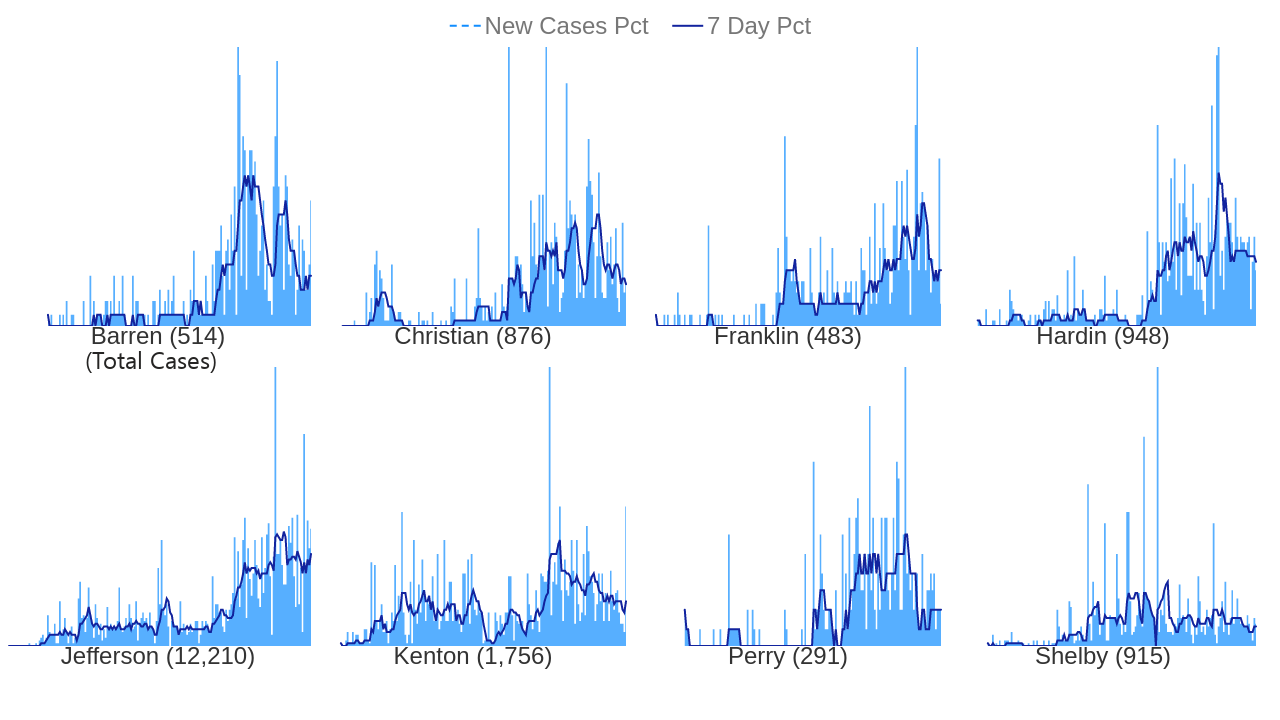 New Cases Pct 7 Day Pct
Barren (514) Christian (876) Franklin (483) Hardin (948)
(Total Cases)
Jefferson (12,210) Kenton (1,756) Perry (291) Shelby (915)